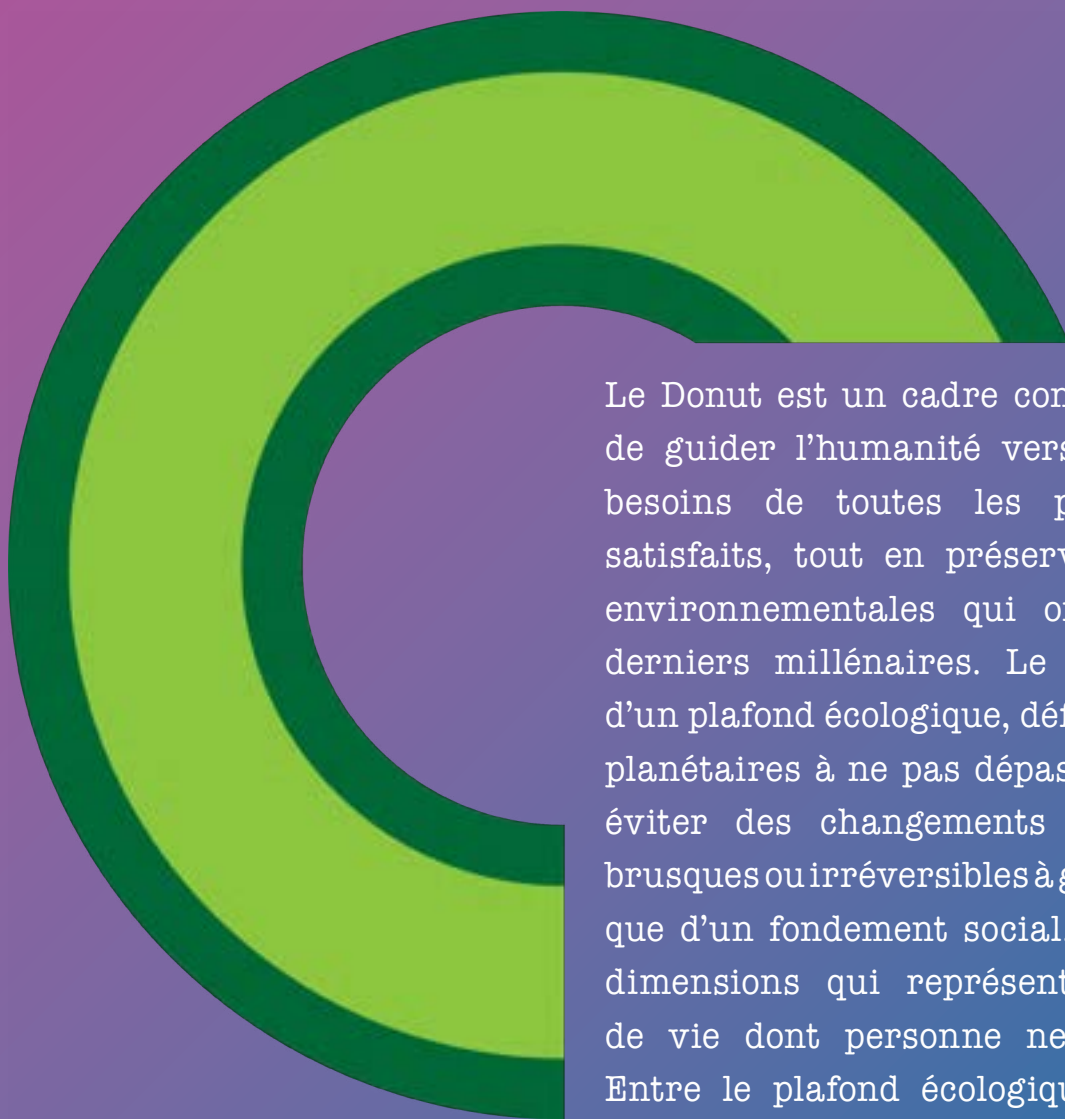 Le Donut est un cadre con
de guider l’humanité vers
besoins de toutes les p
satisfaits, tout en préserv
environnementales qui o
derniers millénaires. Le
d’un plafond écologique, déf
planétaires à ne pas dépas
éviter des changements
brusques ou irréversibles à g
que d’un fondement social
dimensions qui représent
de vie dont personne ne
Entre le plafond écologiqu